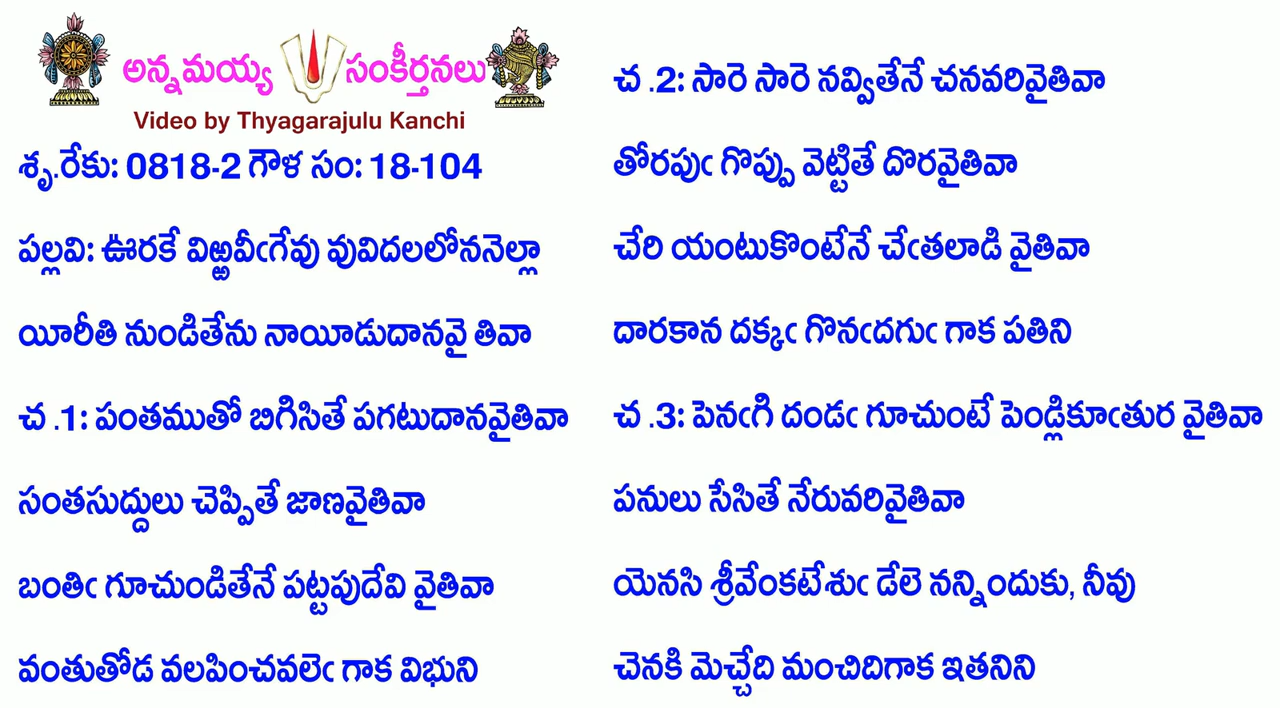 అన్నమయ్య సంకీర్తనలు
Video by Thyagarajulu Kanchi
శృ.రేకు: 0818-2 గౌళ సం: 18-104
పల్లవి: ఊరకే విఱ్ఱవీఁగేవు వువిదలలోననెల్లా
యీరీతి నుండితేను నాయీడుదానవై తివా
చ .1: పంతముతో బిగిసితే పగటుదానవైతివా
సంతసుద్దులు చెప్పితే జాణవైతివా
బంతిఁ గూచుండితేనే పట్టపుదేవి వైతివా
వంతుతోడ వలపించవలెఁ గాక విభుని
చ .2: సారె సారె నవ్వితేనే చనవరివైతివా
తోరపుఁ గొప్పు వెట్టితే దొరవైతివా
చేరి యంటుకొంటేనే చేఁతలాడి వైతివా
దారకాన దక్కఁ గొనఁదగుఁ గాక పతిని
చ .3: పెనఁగి దండఁ గూచుంటే పెండ్లికూఁతుర వైతివా
పనులు సేసితే నేరువరివైతివా
యెనసి శ్రీవేంకటేశుఁ డేలె నన్నిందుకు, నీవు
చెనకి మెచ్చేది మంచిదిగాక ఇతనిని